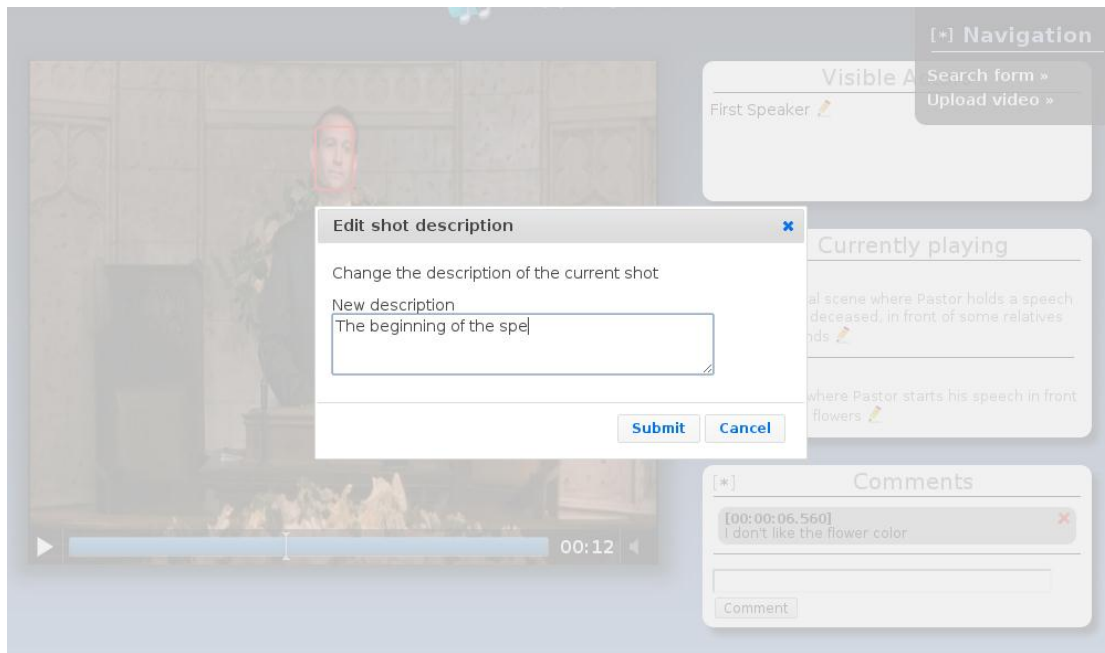 [*] Navigation
Search form »
Upload video »
Visible A
First Speaker
Edit shot description
Change the description of the current shot
New description
The beginning of the spe
Submit
Cancel
Currently playing
al scene where Pastor holds a speech
deceased, in front of some relatives
nds
where Pastor starts his speech in front
flowers
[*] Comments
[00:00:06.560]
I don't like the flower color
Comment
00:12